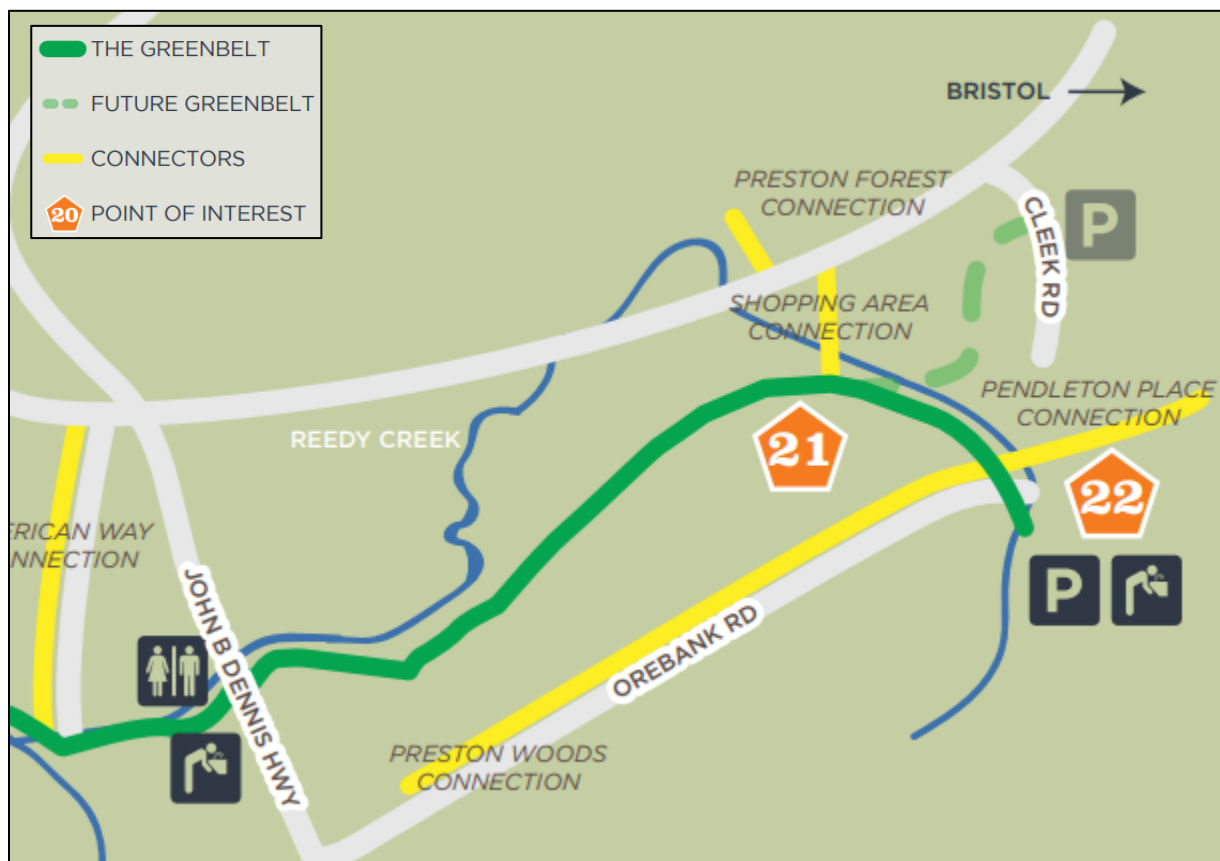 THE GREENBELT
FUTURE GREENBELT
CONNECTORS
20 POINT OF INTEREST
BRISTOL
PRESTON FOREST
CONNECTION
CLEEK RD
P
SHOPPING AREA
CONNECTION
PENDLETON PLACE
CONNECTION
REEDY CREEK
21
22
ERICAN WAY
NNECTION
JOHN B DENNIS HWY
OREBANK RD
P
PRESTON WOODS
CONNECTION